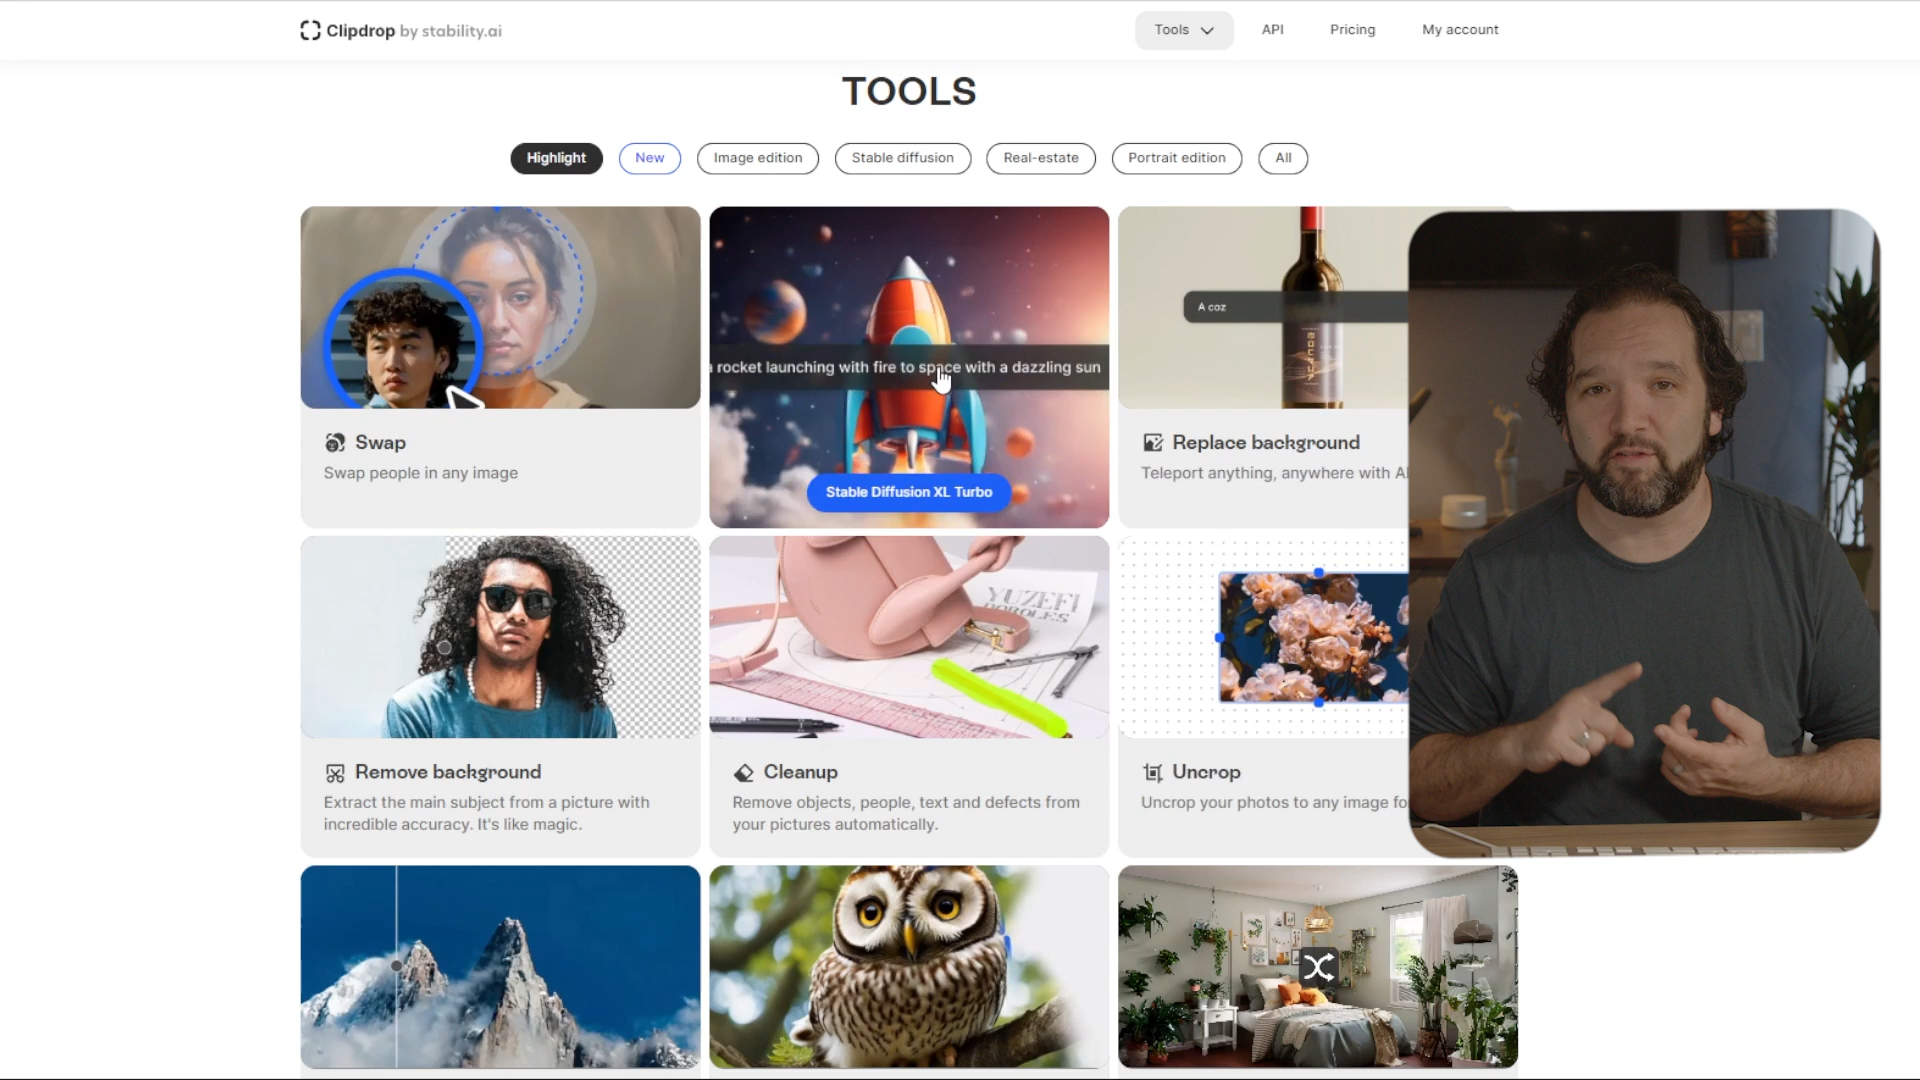 Clipdrop by stability.ai
Tools
API
Pricing
My account
TOOLS
Highlight
New
Image edition
Stable diffusion
Real-estate
Portrait edition
All
rocket launching with fire to space with a dazzling sun
Stable Diffusion XL Turbo
A coz
Swap
Swap people in any image
Replace background
Teleport anything, anywhere with AI
YUZEFI
Remove background
Extract the main subject from a picture with
incredible accuracy. It's like magic.
Cleanup
Remove objects, people, text and defects from
your pictures automatically.
Uncrop
Uncrop your photos to any image fo